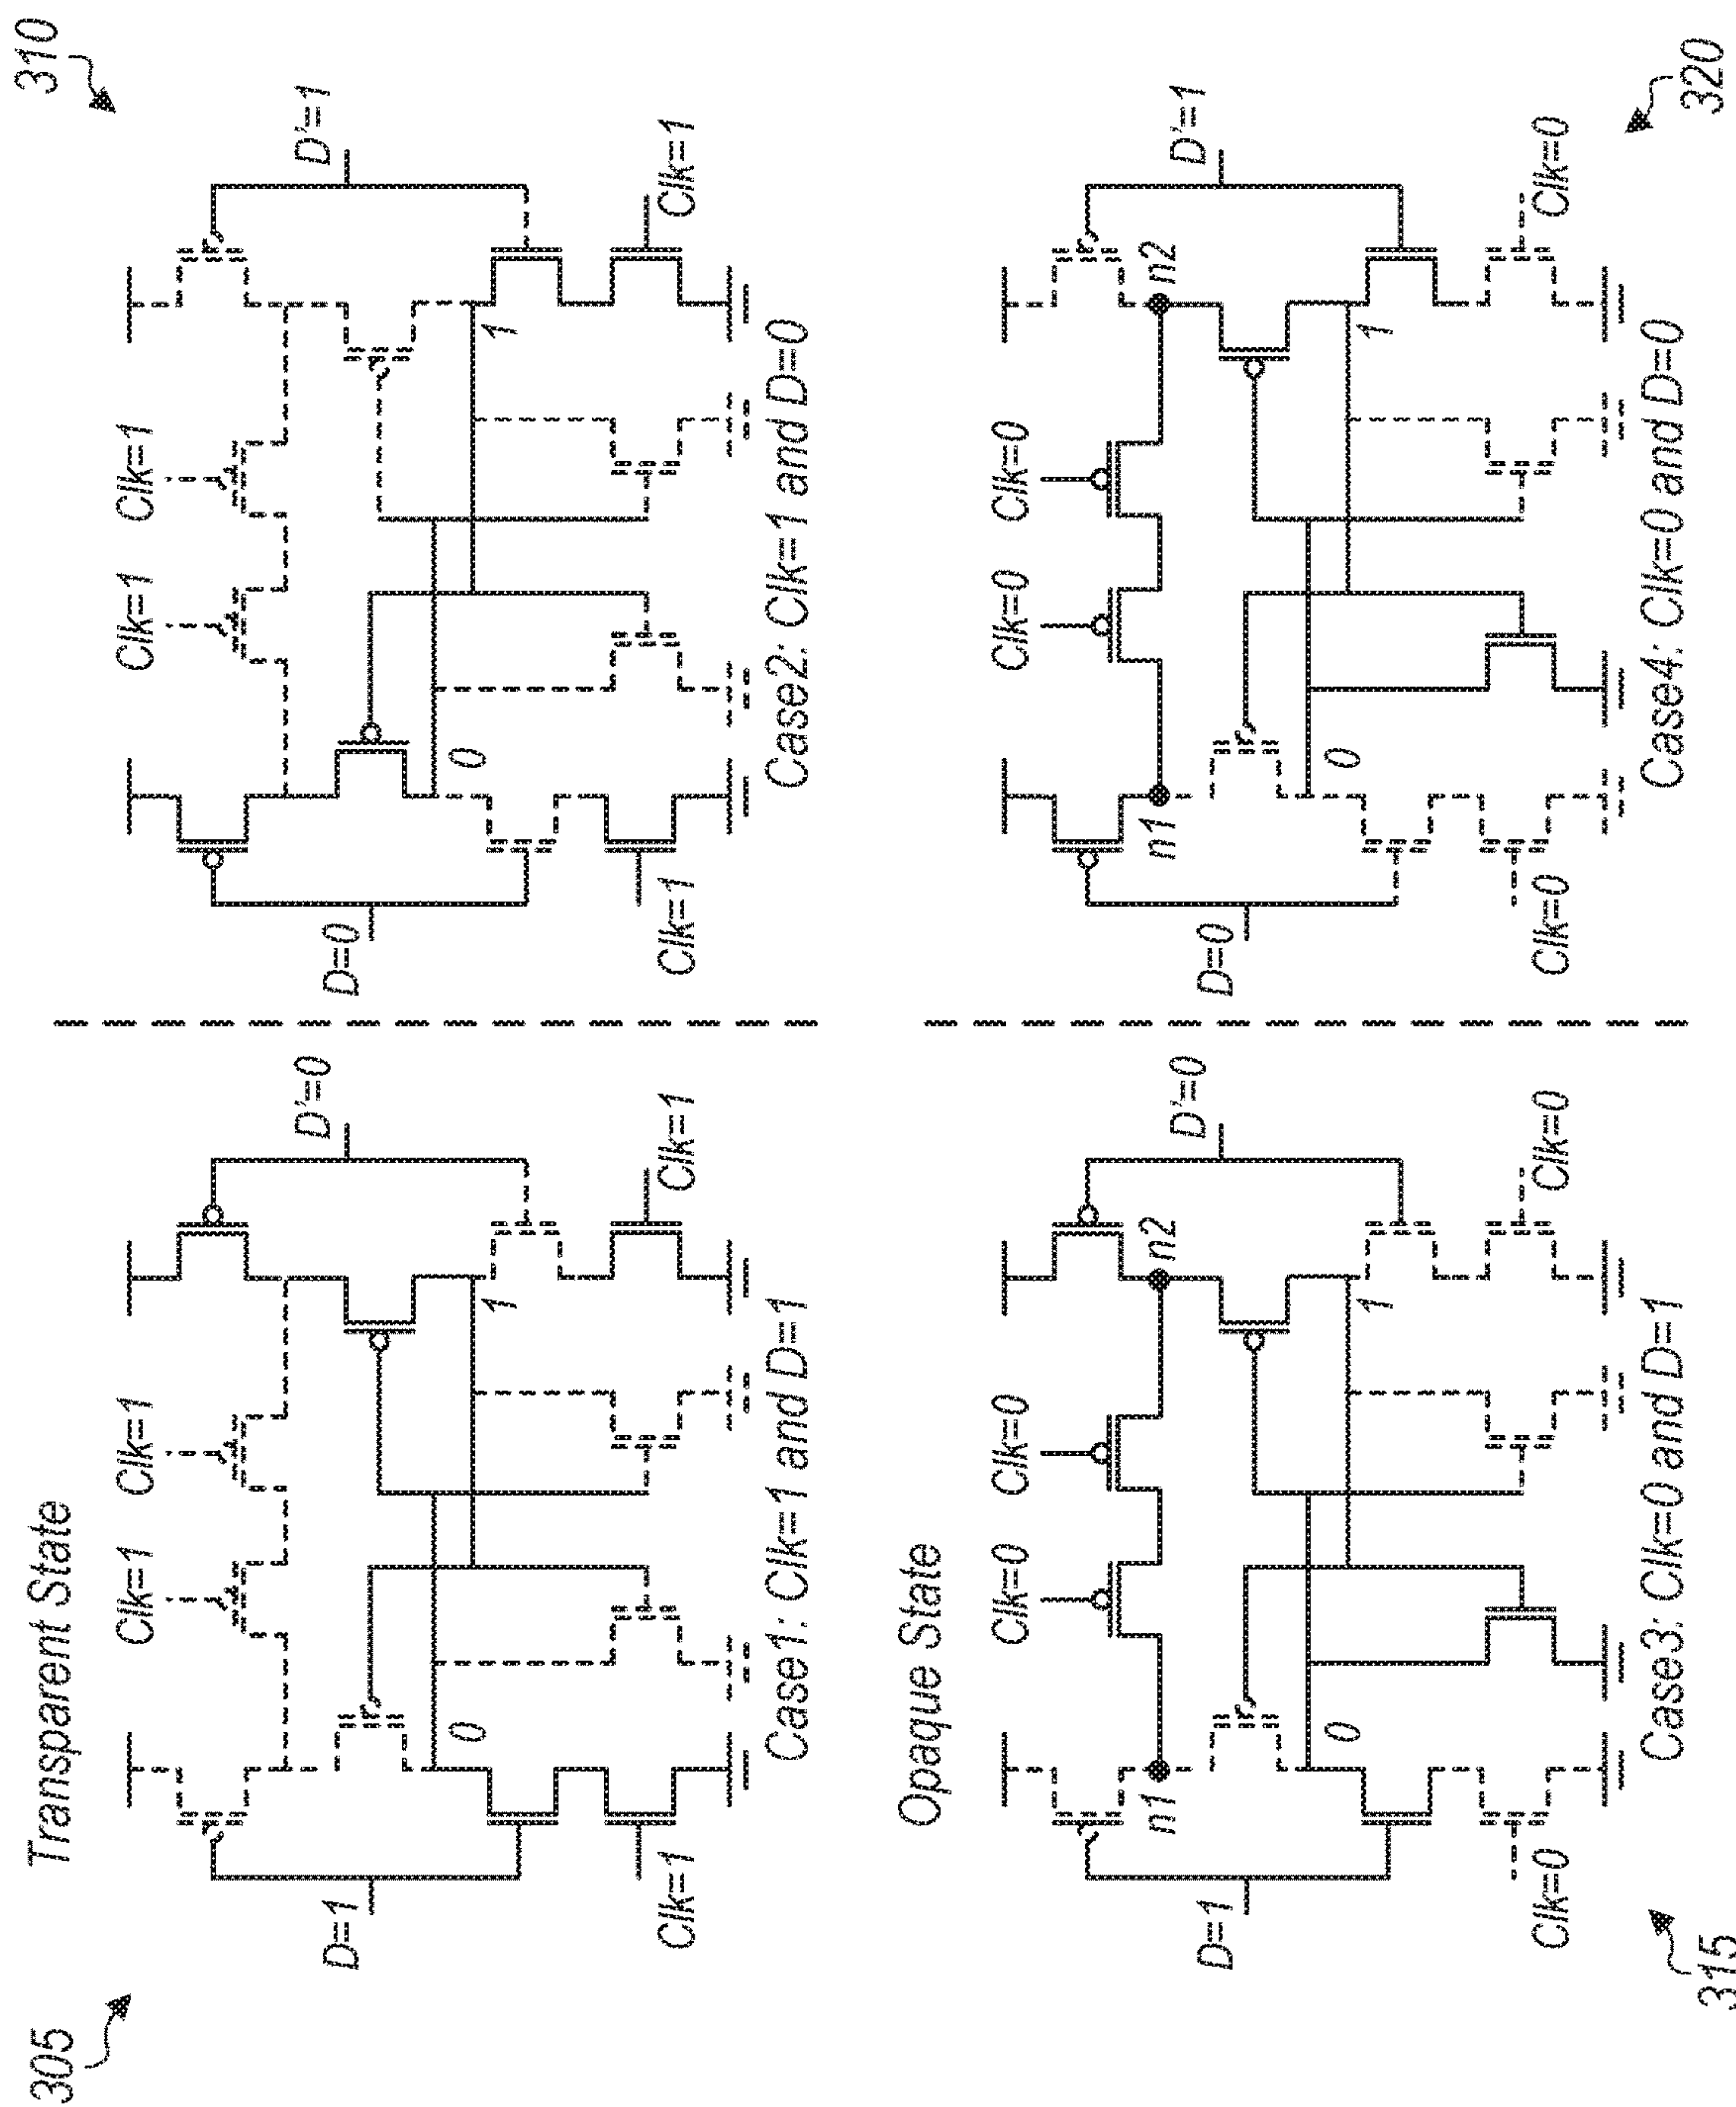 305
310
Transparent State
Clk=1
Clk=1
D=1
D'=0
0
1
Clk=1
Clk=1
Case1: Clk=1 and D=1
Clk=1
Clk=1
D=0
D'=1
0
1
Clk=1
Clk=1
Case2: Clk=1 and D=0
Opaque State
Clk=0
Clk=0
n1
n2
D=1
D'=0
0
1
Clk=0
Clk=0
Case3: Clk=0 and D=1
315
Clk=0
Clk=0
n1
n2
D=0
D'=1
0
1
Clk=0
Clk=0
Case4: Clk=0 and D=0
320